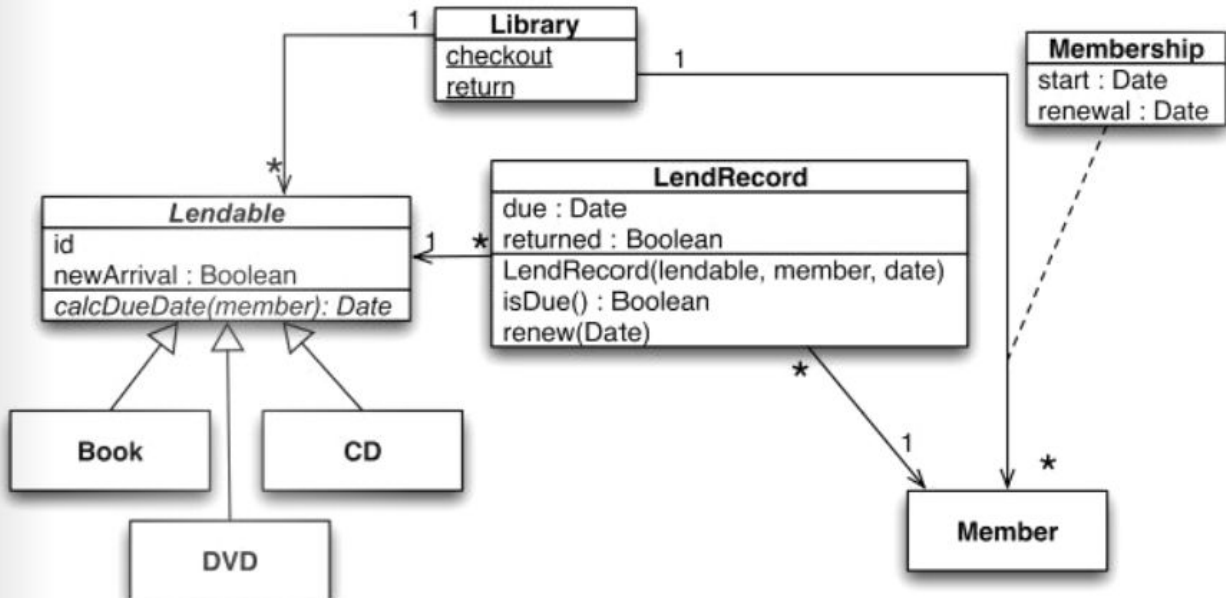 1
Library
checkout
return
1
Membership
start : Date
renewal : Date
*
Lendable
id
newArrival : Boolean
calcDueDate(member): Date
1
*
LendRecord
due : Date
returned : Boolean
LendRecord(lendable, member, date)
isDue() : Boolean
renew(Date)
*
1
*
Book
CD
DVD
Member